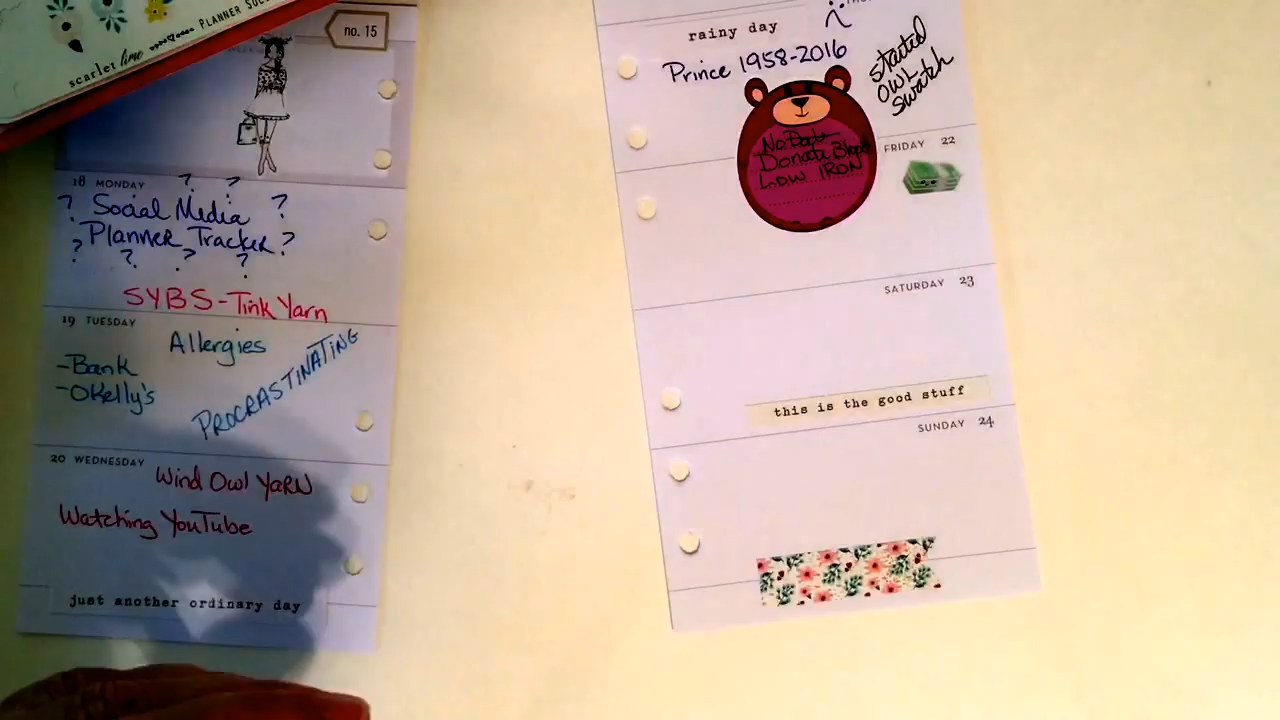 scarlet lime
PLANNER
no. 15
18 MONDAY
? ?
? Social Media ?
? Planner Tracker ?
? ? ?
SYBS - Tink Yarn
19 TUESDAY
Allergies
- Bank
- OKelly's
PROCRASTINATING
20 WEDNESDAY
Wind Owl YARN
Watching YouTube
just another ordinary day
rainy day
Prince 1958-2016
started
OWL
Swatch
Donate Blood
LOW IRON
FRIDAY 22
SATURDAY 23
this is the good stuff
SUNDAY 24